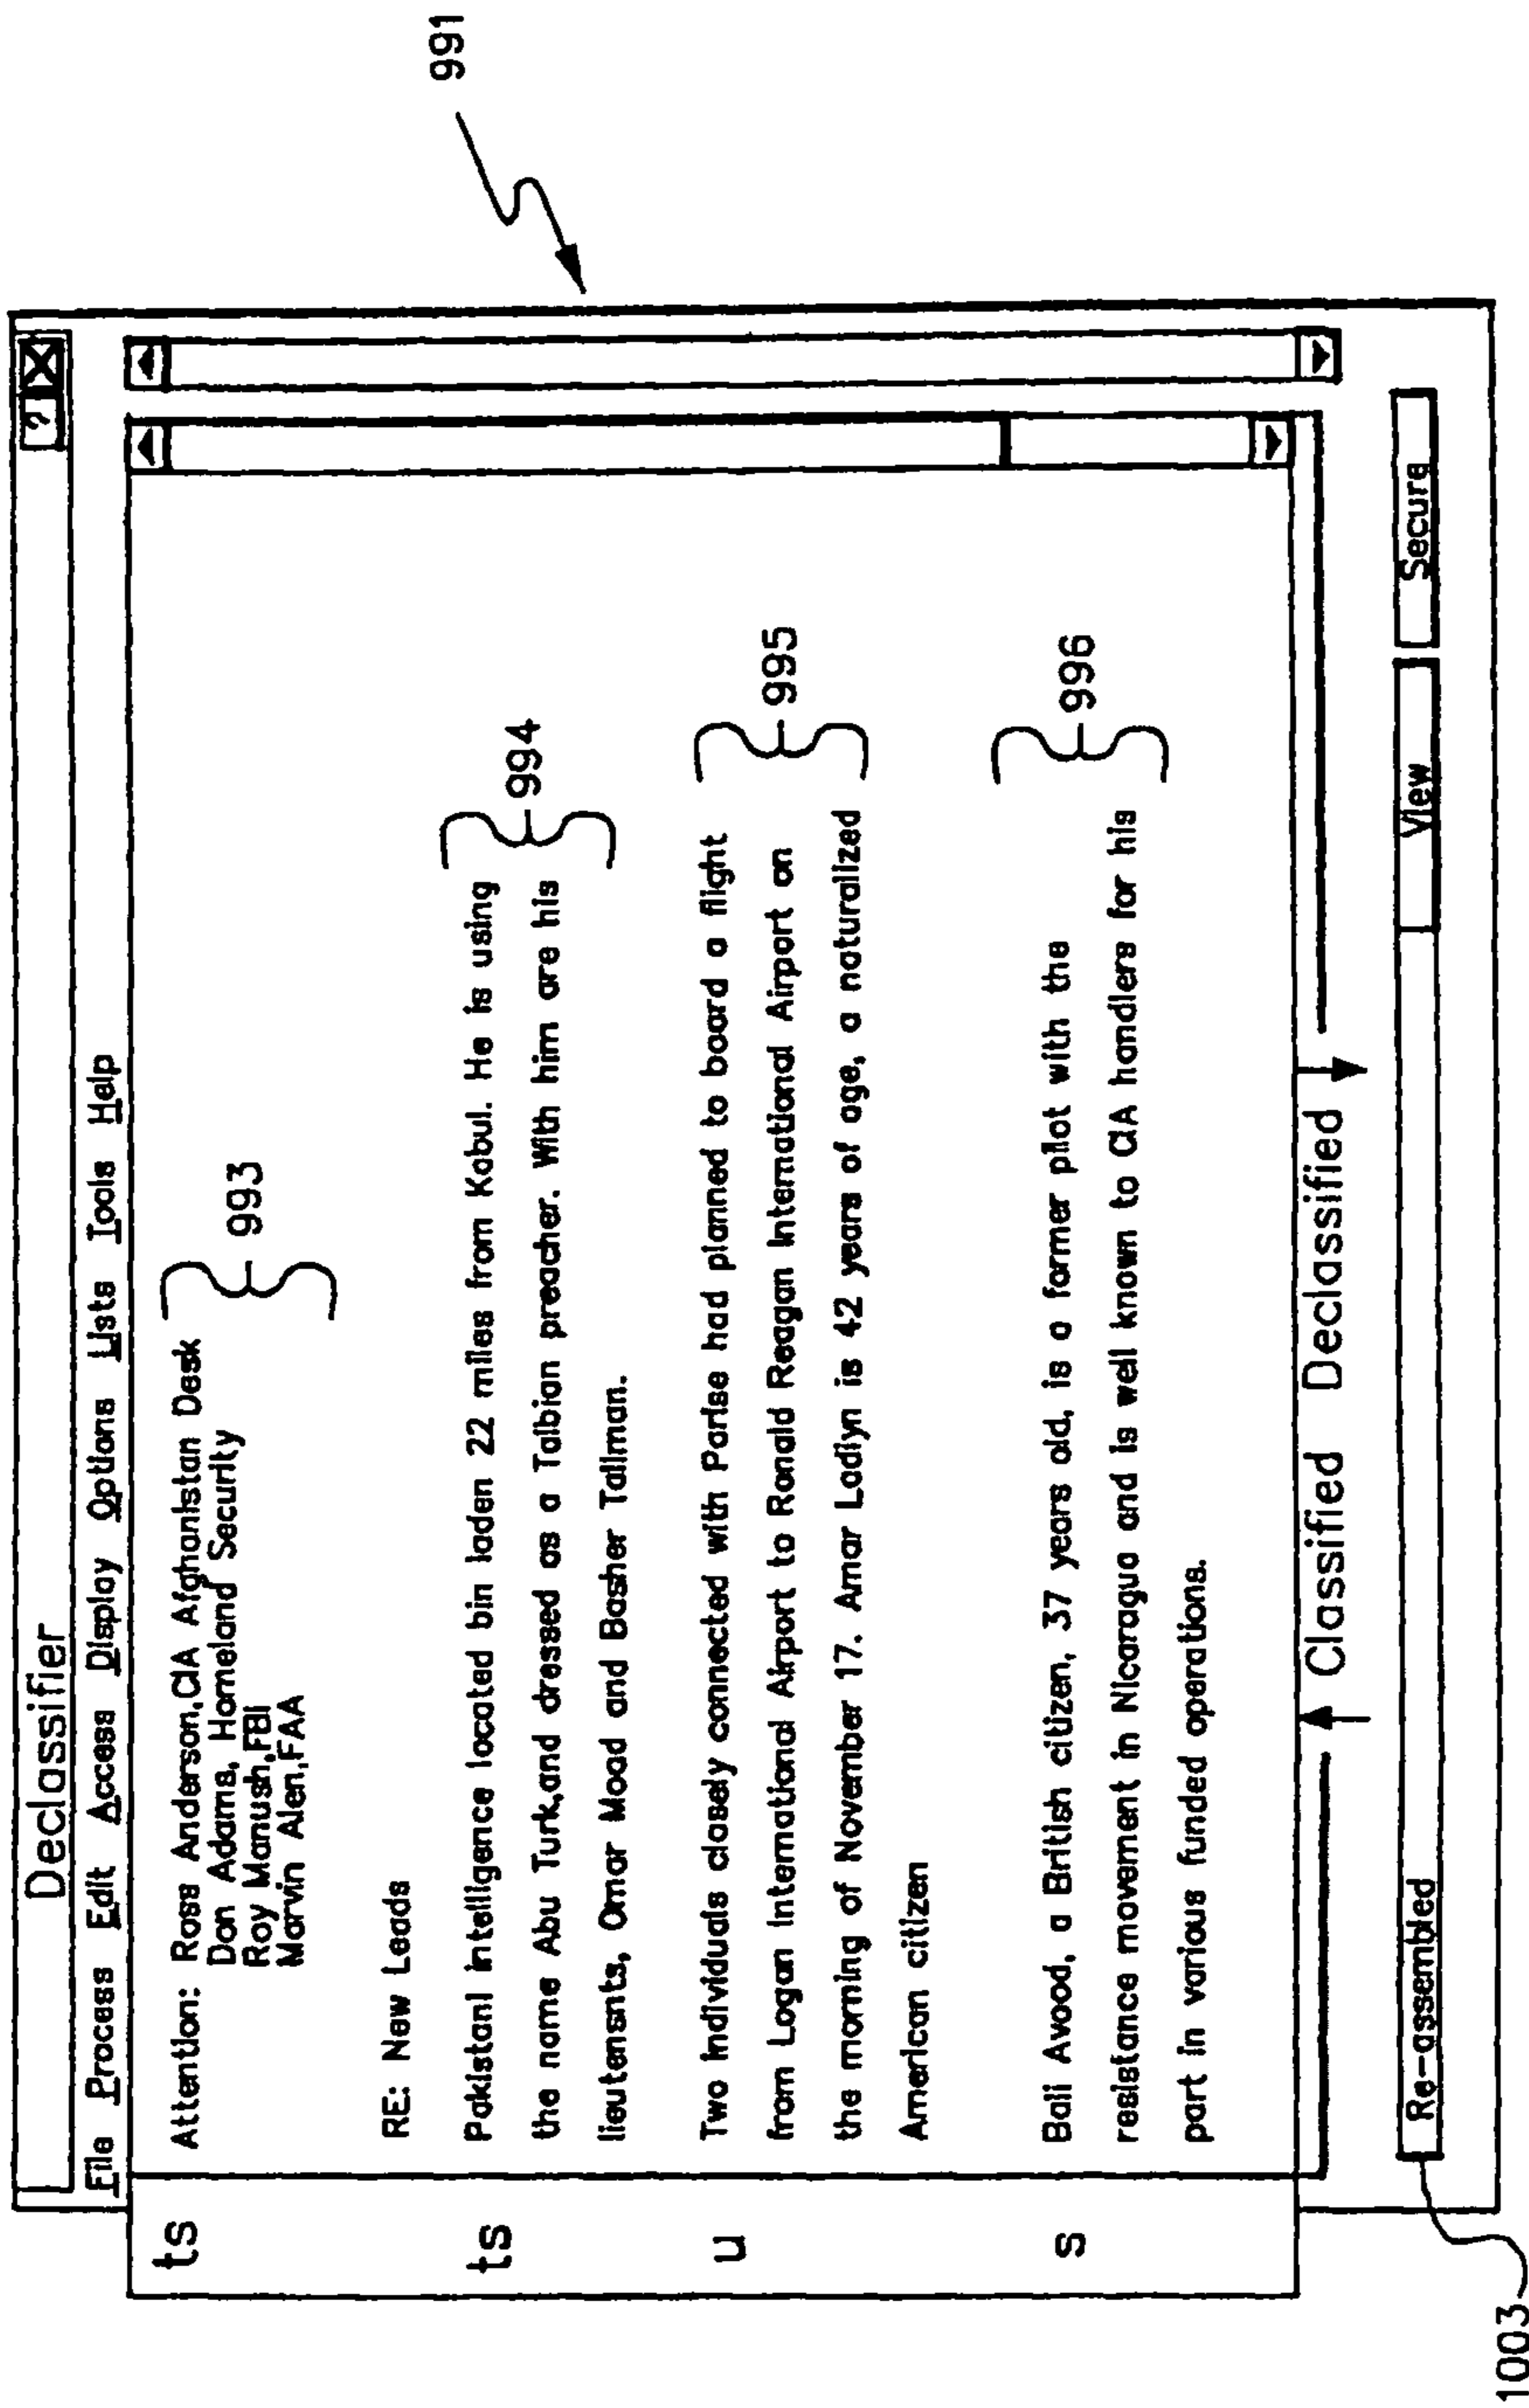 991
Declassifier
? X
File Process Edit Access Display Options Lists Tools Help
ts
Attention: Ross Anderson,CIA Afghanistan Desk
Don Adams, Homeland Security
Roy Manush,FBI
Marvin Alen,FAA
993
RE: New Leads
ts
Pakistani intelligence located bin laden 22 miles from Kabul. He is using
the name Abu Turk,and dressed as a Talbian preacher. With him are his
lieutensnts, Omar Moad and Basher Tallman.
994
u
Two individuals closely connected with Parise had planned to board a flight
from Logan International Airport to Ronald Reagan International Airport on
the morning of November 17. Amar Ladlyn is 42 years of age, a naturalized
American citizen
995
s
Bali Avood, a British citizen, 37 years old, is a former pilot with the
resistance movement in Nicaragua and is well known to CIA handlers for his
part in various funded operations.
996
Classified Declassified
Re-assembled View Secure
1003